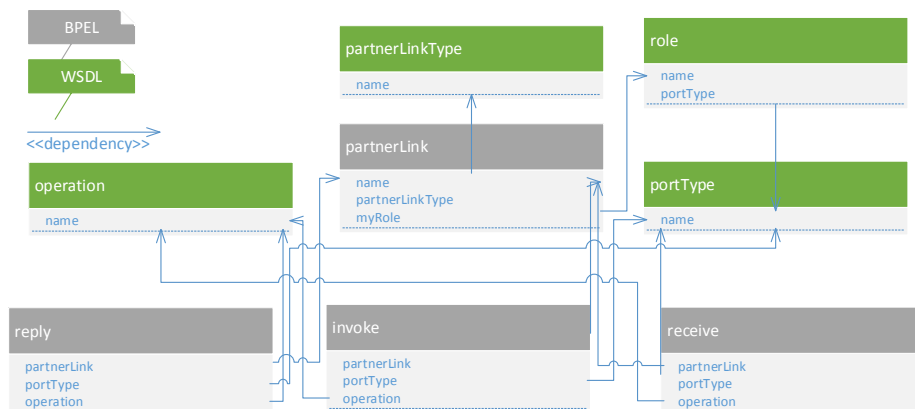 BPEL
WSDL
<<dependency>>
partnerLinkType
name
role
name
portType
partnerLink
name
partnerLinkType
myRole
operation
name
portType
name
reply
partnerLink
portType
operation
invoke
partnerLink
portType
operation
receive
partnerLink
portType
operation